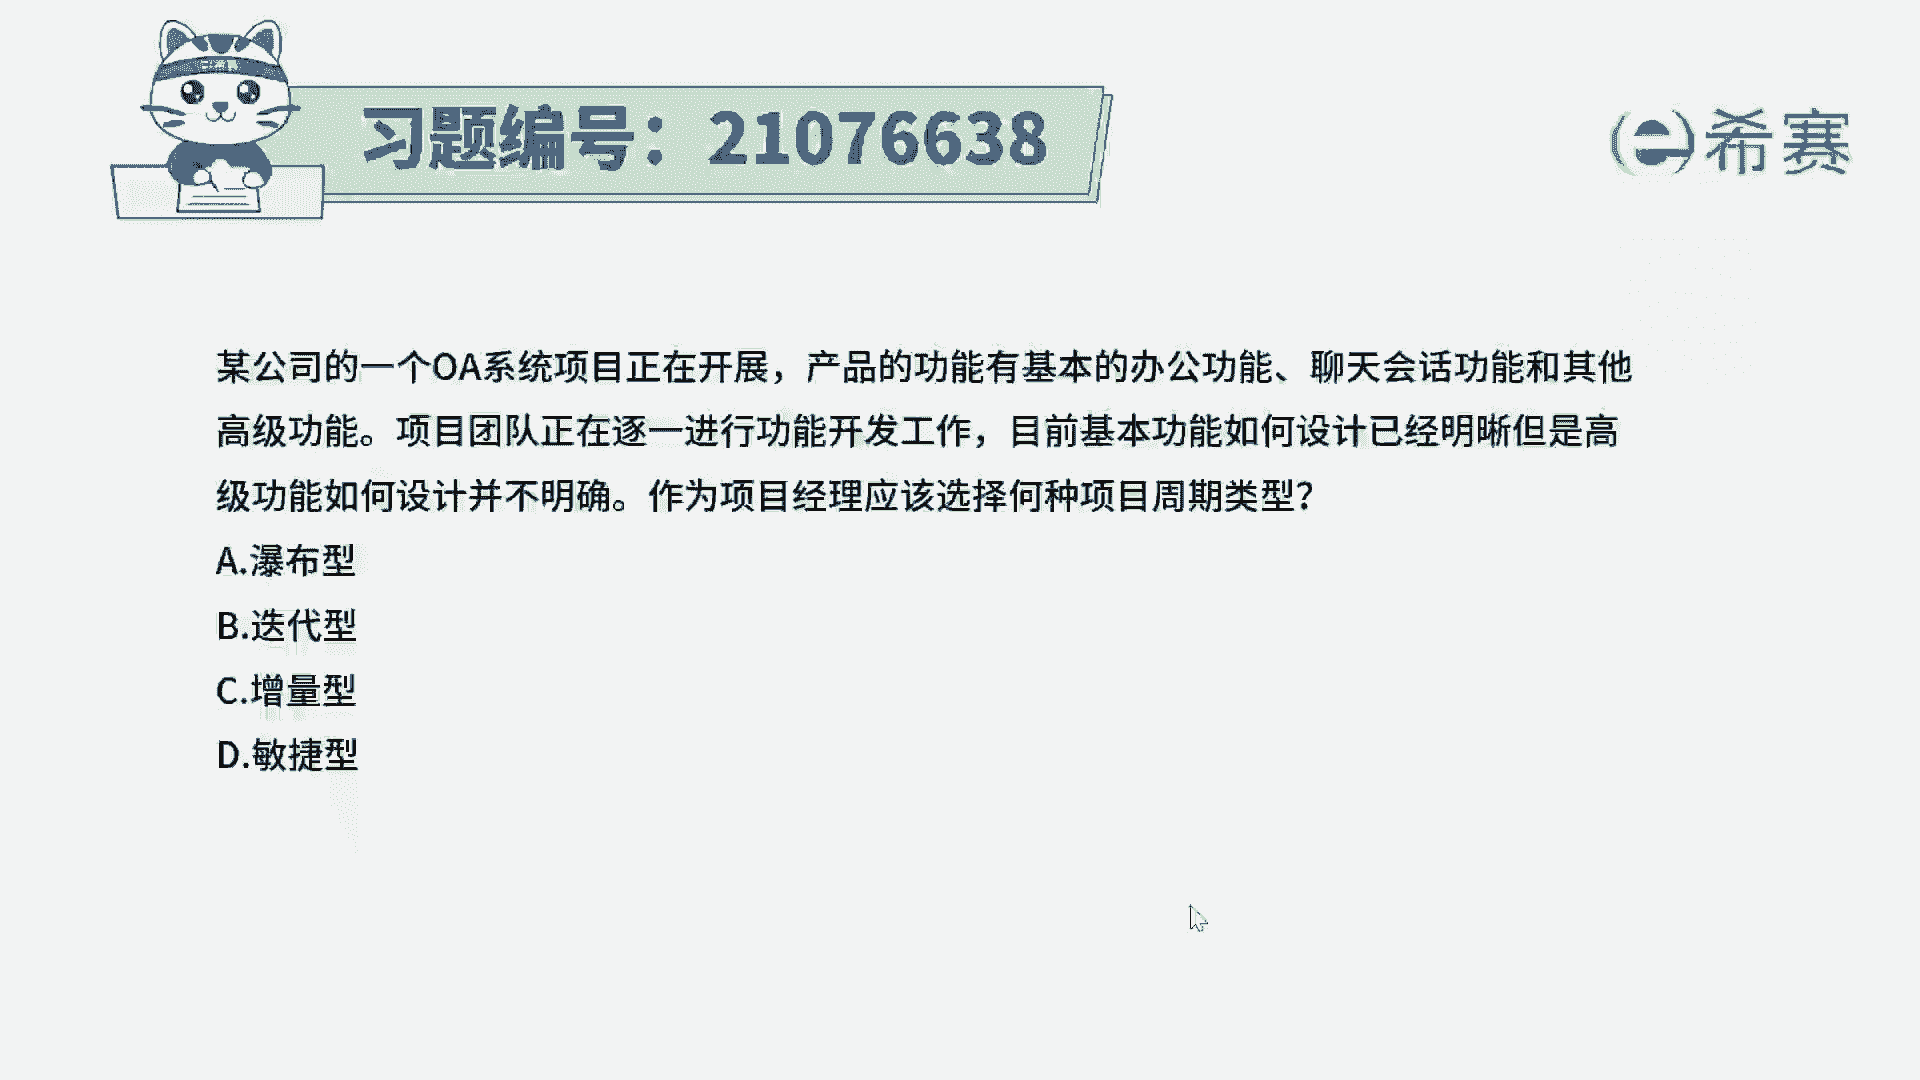 习题编号：21076638
希赛
某公司的一个OA系统项目正在开展，产品的功能有基本的办公功能、聊天会话功能和其他
高级功能。项目团队正在逐一进行功能开发工作，目前基本功能如何设计已经明晰但是高
级功能如何设计并不明确。作为项目经理应该选择何种项目周期类型？
A.瀑布型
B.迭代型
C.增量型
D.敏捷型